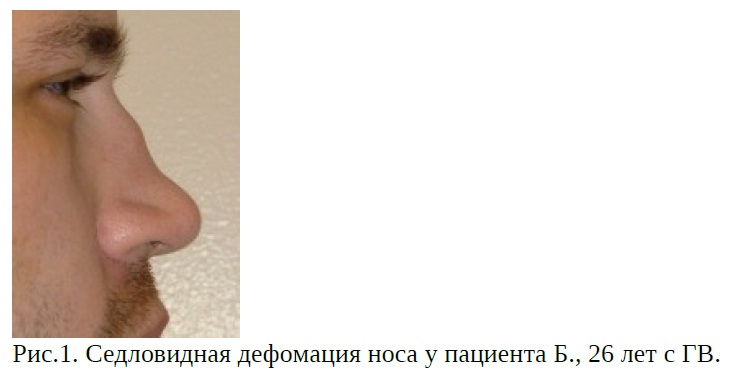 Рис.1. Седловидная дефомация носа у пациента Б., 26 лет с ГВ.